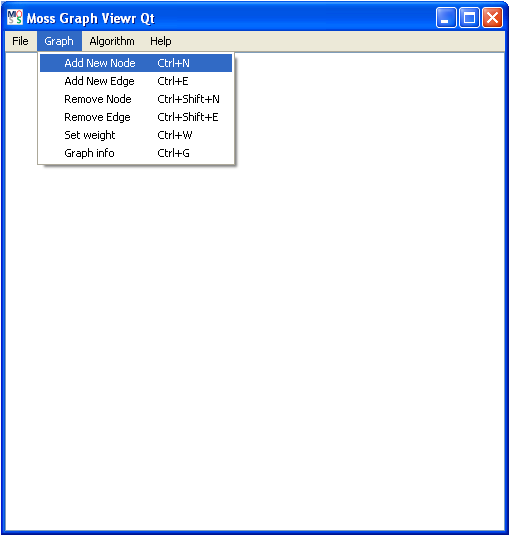 Moss Graph Viewr Qt
File Graph Algorithm Help
Add New Node Ctrl+N
Add New Edge Ctrl+E
Remove Node Ctrl+Shift+N
Remove Edge Ctrl+Shift+E
Set weight Ctrl+W
Graph info Ctrl+G